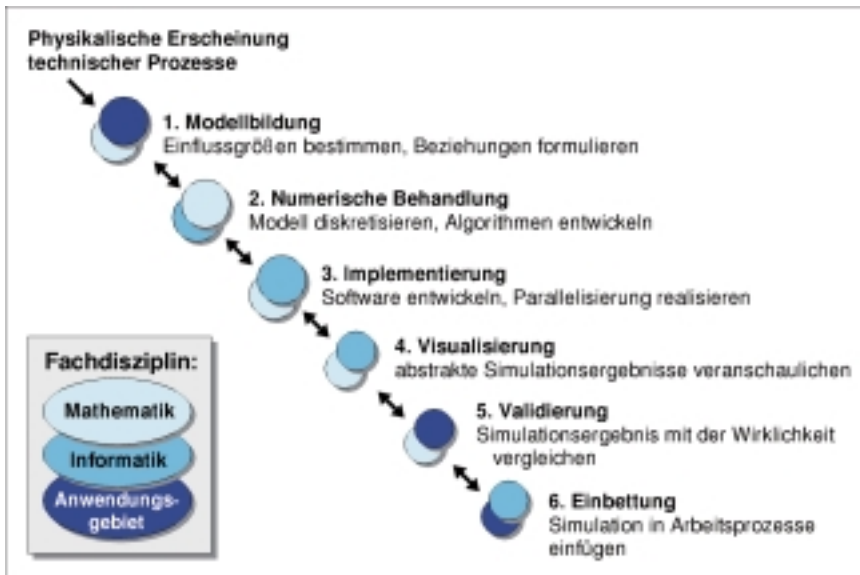 Physikalische Erscheinung
technischer Prozesse
1. Modellbildung
Einflussgrößen bestimmen, Beziehungen formulieren
2. Numerische Behandlung
Modell diskretisieren, Algorithmen entwickeln
3. Implementierung
Software entwickeln, Parallelisierung realisieren
4. Visualisierung
abstrakte Simulationsergebnisse veranschaulichen
5. Validierung
Simulationsergebnis mit der Wirklichkeit
vergleichen
6. Einbettung
Simulation in Arbeitsprozesse
einfügen
Fachdisziplin:
Mathematik
Informatik
Anwendungs-
gebiet